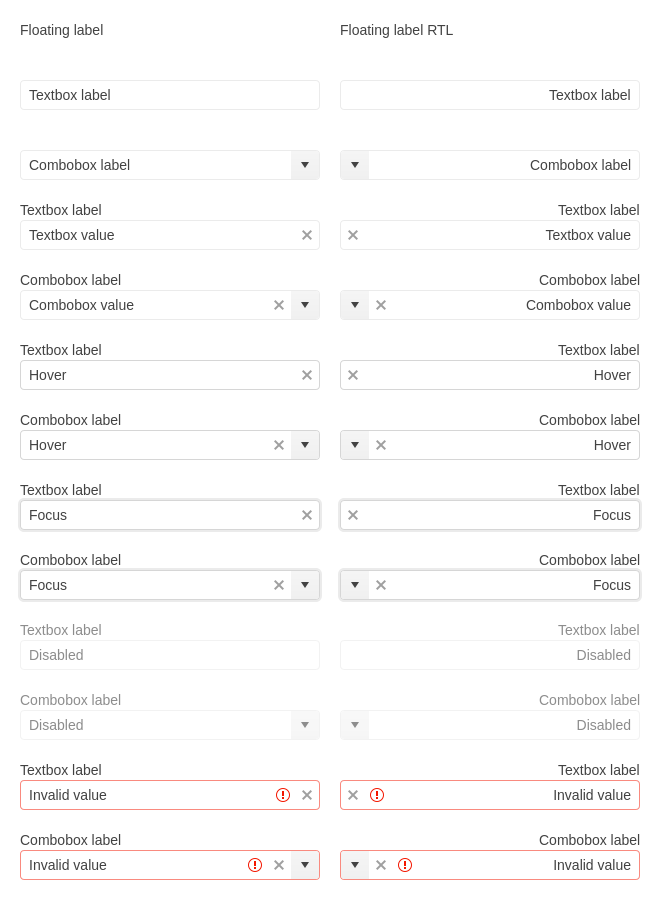 Floating label
Floating label RTL
Textbox label
Textbox label
Combobox label
Combobox label
Textbox label
Textbox label
Textbox value
Textbox value
Combobox label
Combobox label
Combobox value
Combobox value
Textbox label
Textbox label
Hover
Hover
Combobox label
Combobox label
Hover
Hover
Textbox label
Textbox label
Focus
Focus
Combobox label
Combobox label
Focus
Focus
Textbox label
Textbox label
Disabled
Disabled
Combobox label
Combobox label
Disabled
Disabled
Textbox label
Textbox label
Invalid value
Invalid value
Combobox label
Combobox label
Invalid value
Invalid value